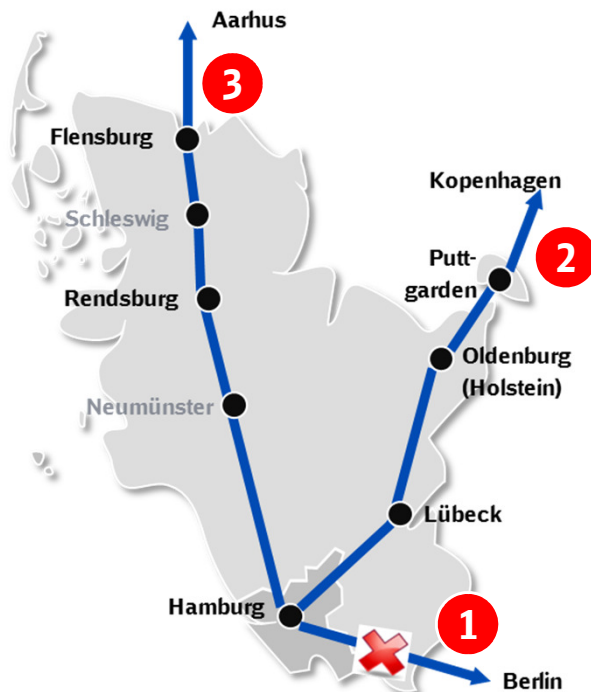 Aarhus
3
Flensburg
Kopenhagen
Schleswig
Putt-
garden
2
Rendsburg
Oldenburg
(Holstein)
Neumünster
Lübeck
Hamburg
1
Berlin